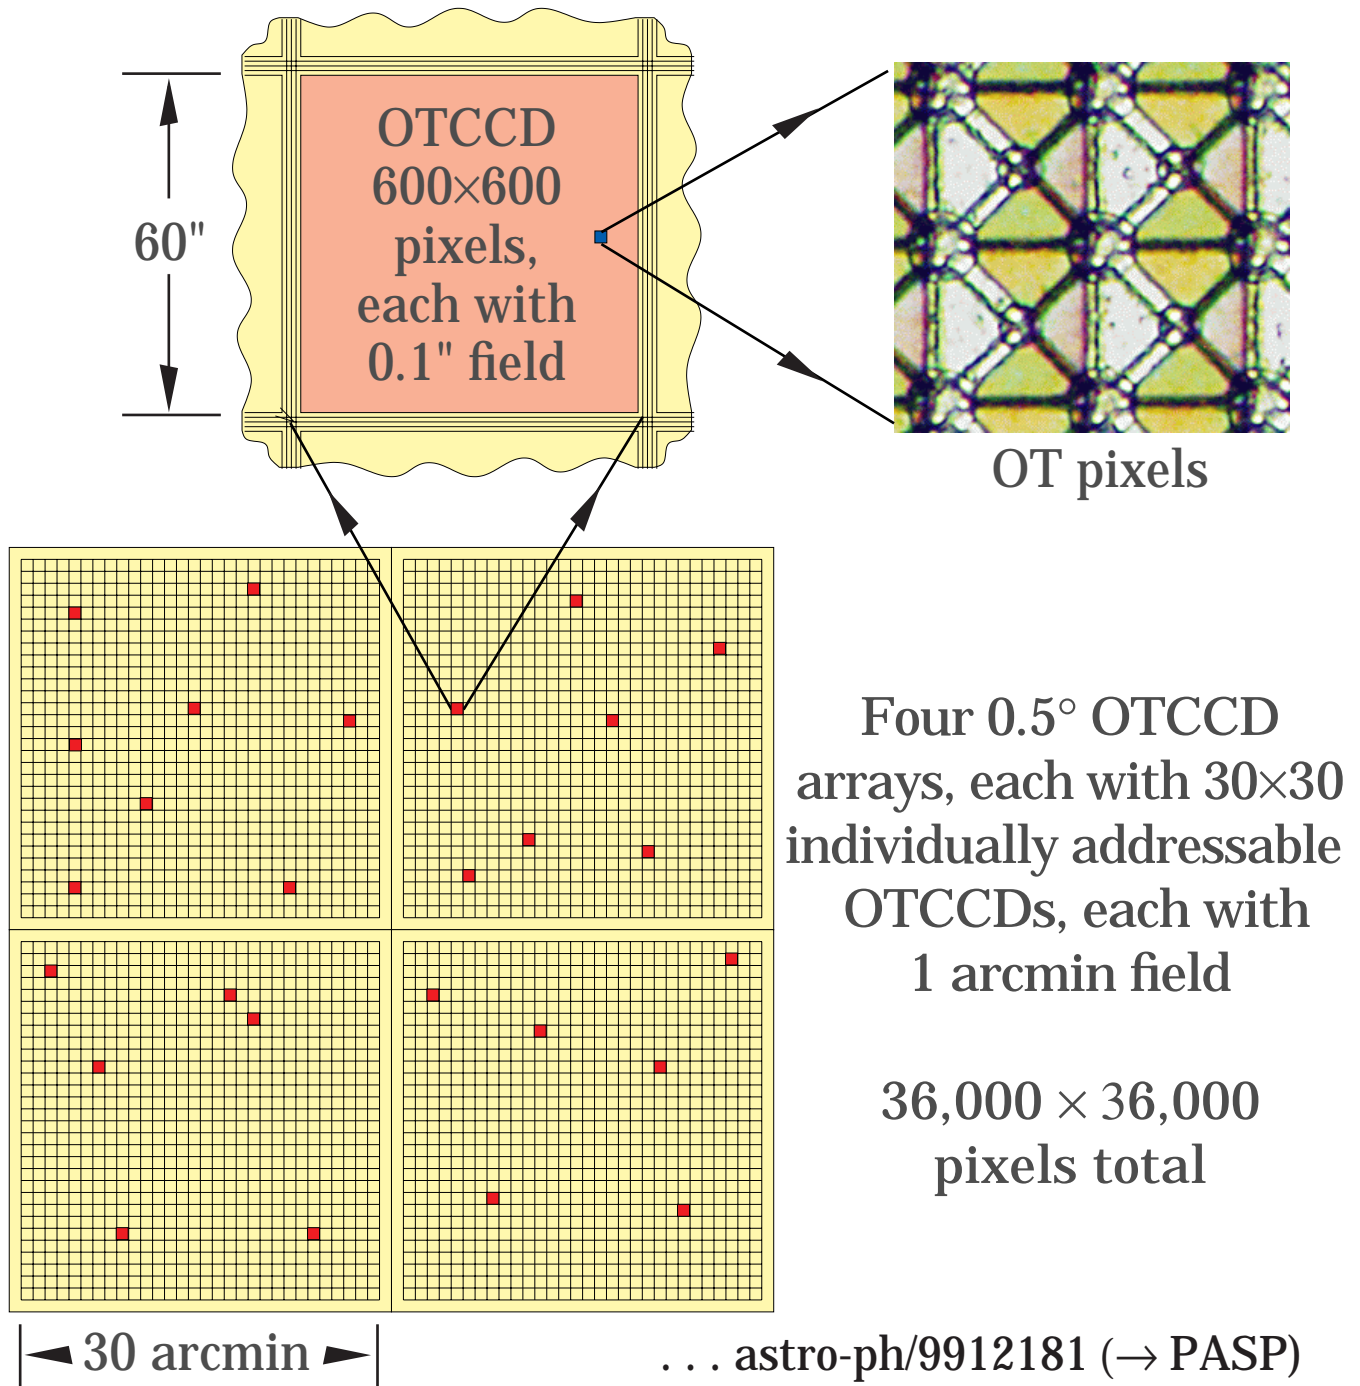 OTCCD
600×600
pixels,
each with
0.1" field
60"
OT pixels
Four 0.5° OTCCD
arrays, each with 30×30
individually addressable
OTCCDs, each with
1 arcmin field
36,000 × 36,000
pixels total
30 arcmin
. . . astro-ph/9912181 (→ PASP)